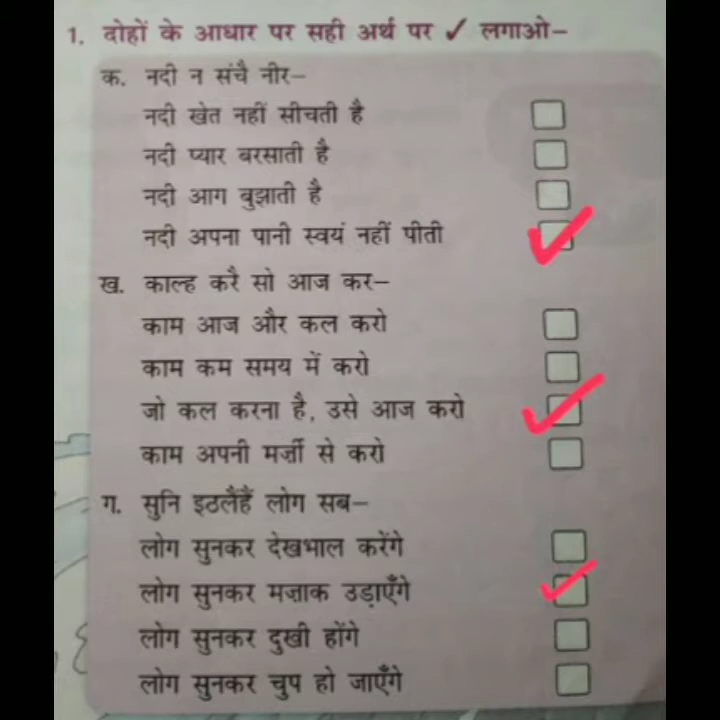 1. दोहों के आधार पर सही अर्थ पर ✓ लगाओ–
क. नदी न संचै नीर–
नदी खेत नहीं सीचती है
नदी प्यार बरसाती है
नदी आग बुझाती है
नदी अपना पानी स्वयं नहीं पीती
ख. काल्ह करै सो आज कर–
काम आज और कल करो
काम कम समय में करो
जो कल करना है, उसे आज करो
काम अपनी मर्ज़ी से करो
ग. सुनि इठलैहैं लोग सब–
लोग सुनकर देखभाल करेंगे
लोग सुनकर मज़ाक उड़ाएँगे
लोग सुनकर दुखी होंगे
लोग सुनकर चुप हो जाएँगे